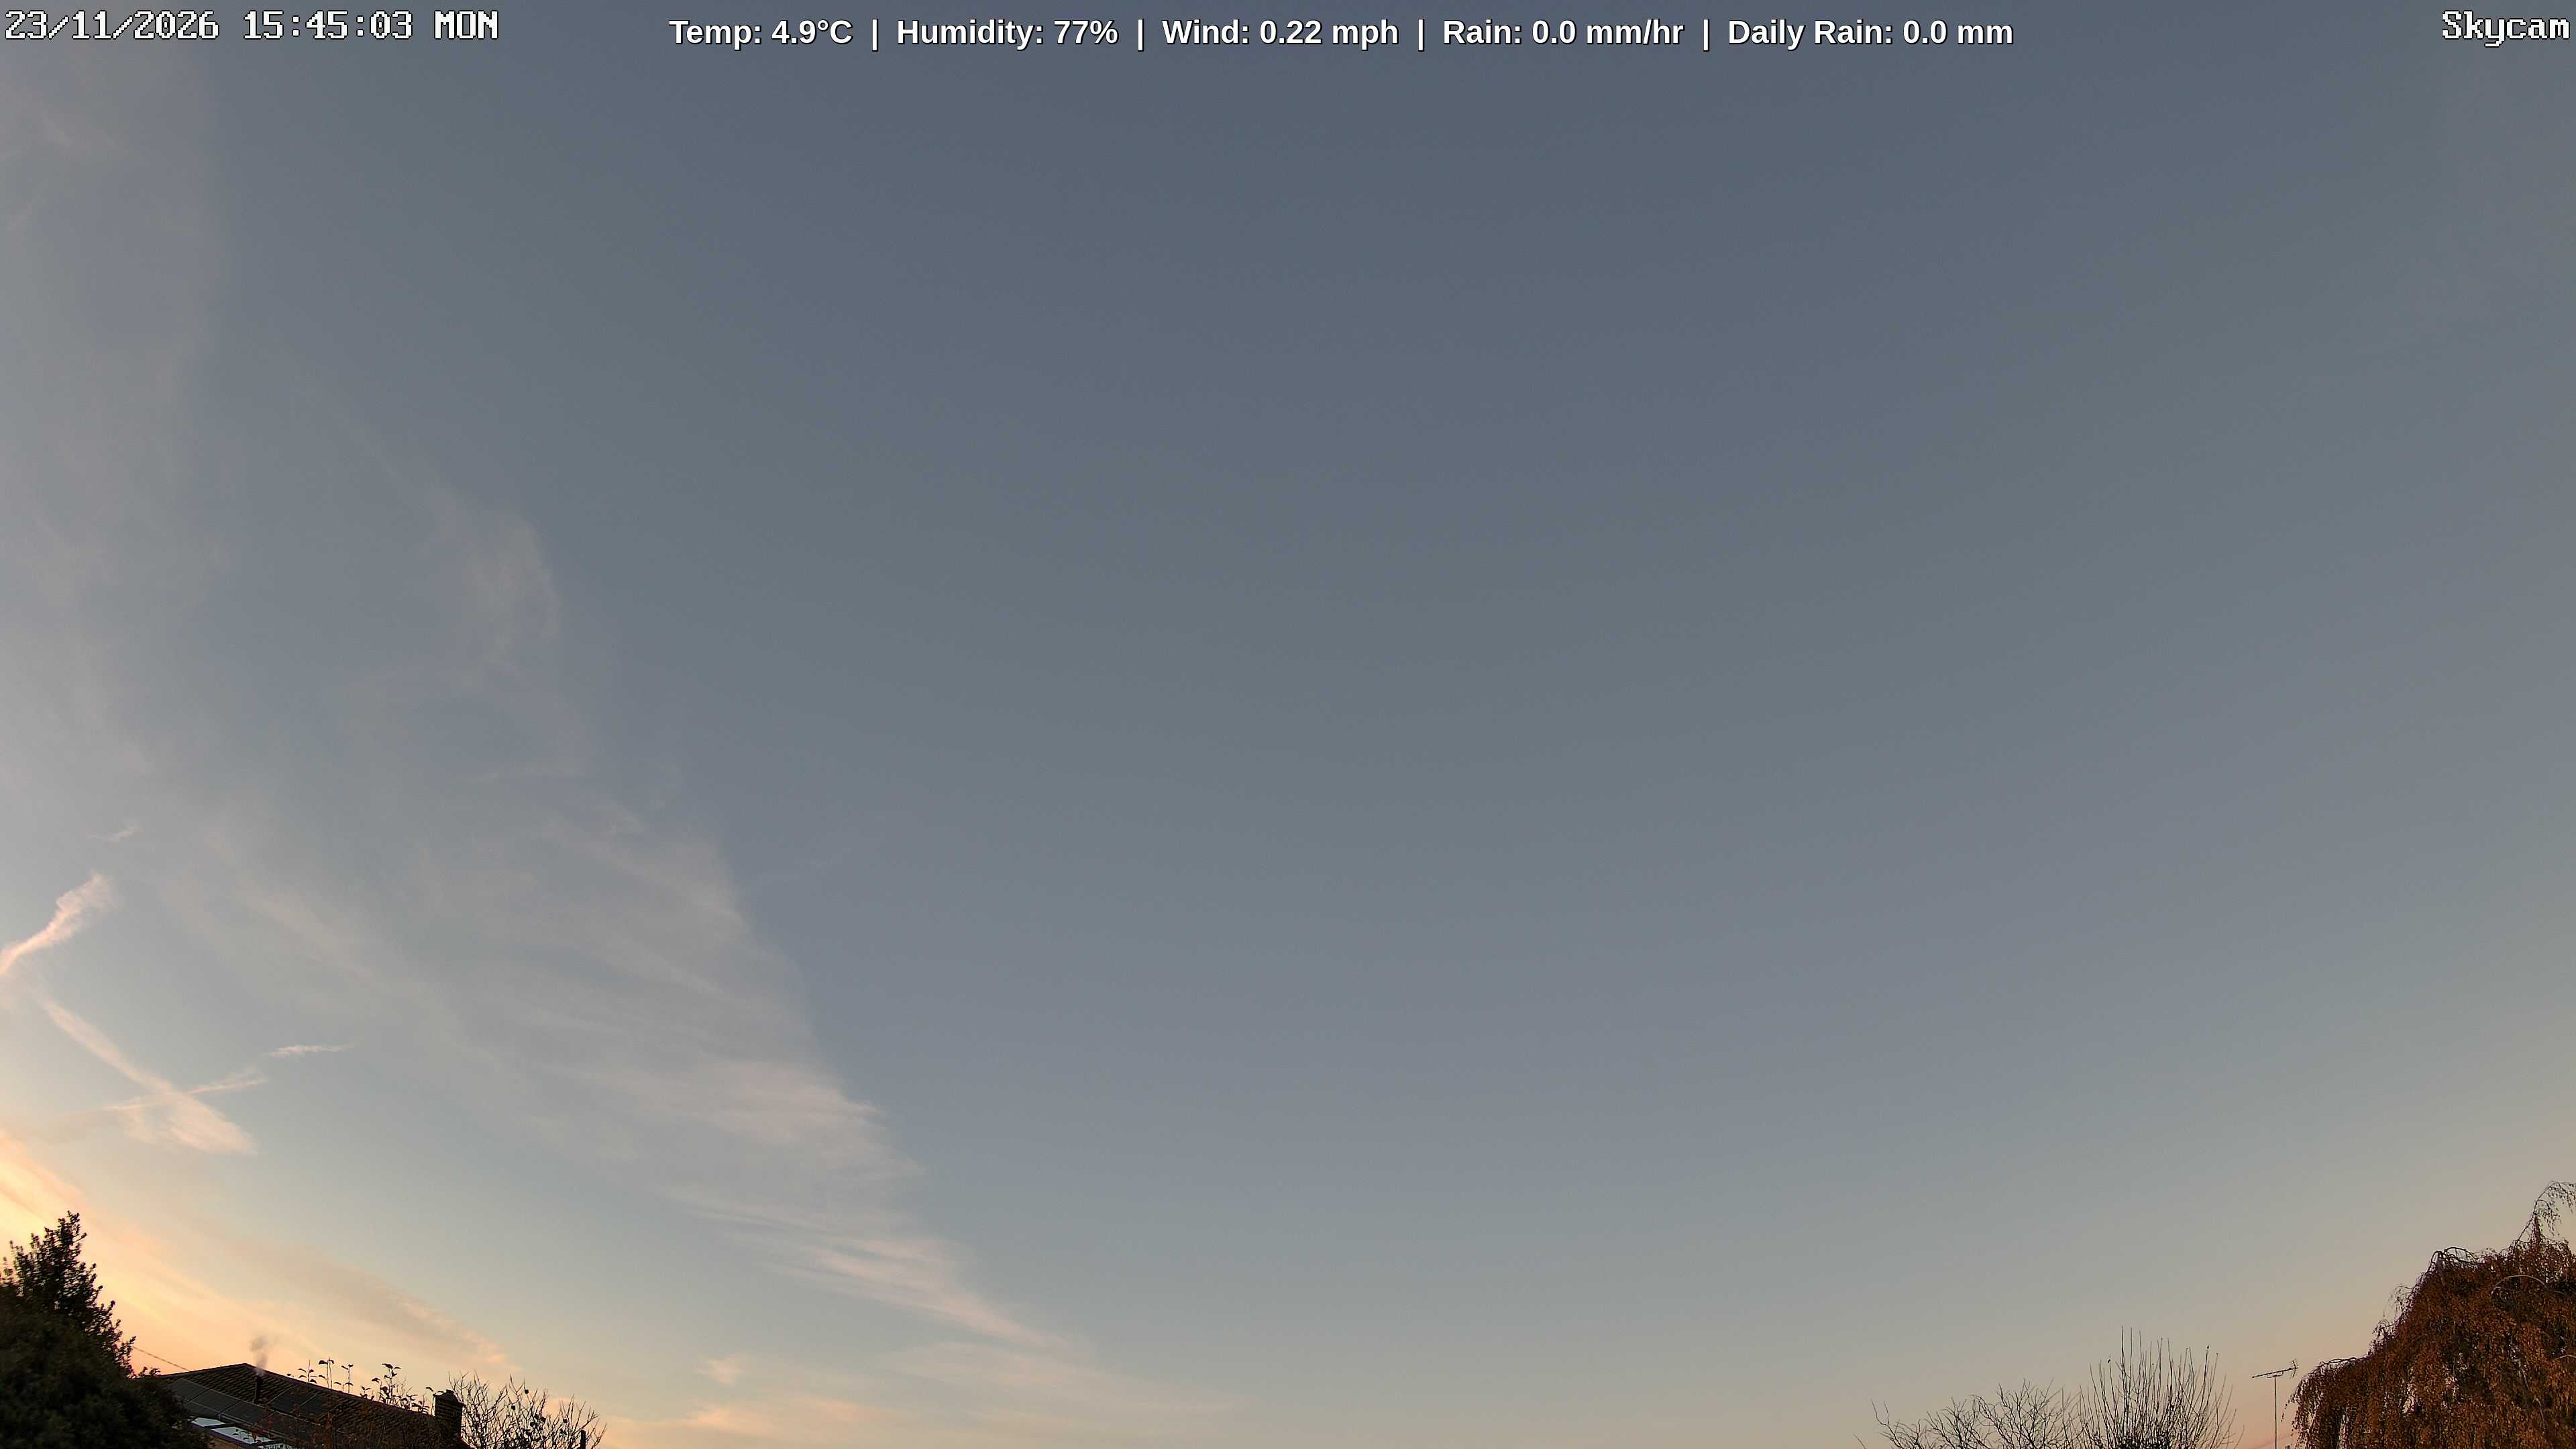 23/11/2026 15:45:03 MON
Temp: 4.9°C | Humidity: 77% | Wind: 0.22 mph | Rain: 0.0 mm/hr | Daily Rain: 0.0 mm
Skycam